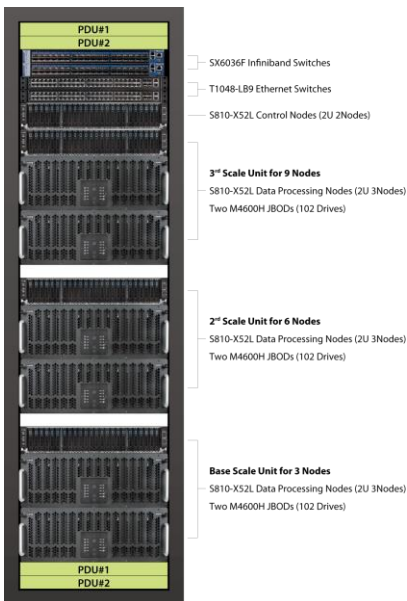 PDU#1
PDU#2
SX6036F Infiniband Switches
T1048-LB9 Ethernet Switches
S810-X52L Control Nodes (2U 2Nodes)
3rd Scale Unit for 9 Nodes
S810-X52L Data Processing Nodes (2U 3Nodes)
Two M4600H JBODs (102 Drives)
2rd Scale Unit for 6 Nodes
S810-X52L Data Processing Nodes (2U 3Nodes)
Two M4600H JBODs (102 Drives)
Base Scale Unit for 3 Nodes
S810-X52L Data Processing Nodes (2U 3Nodes)
Two M4600H JBODs (102 Drives)
PDU#1
PDU#2